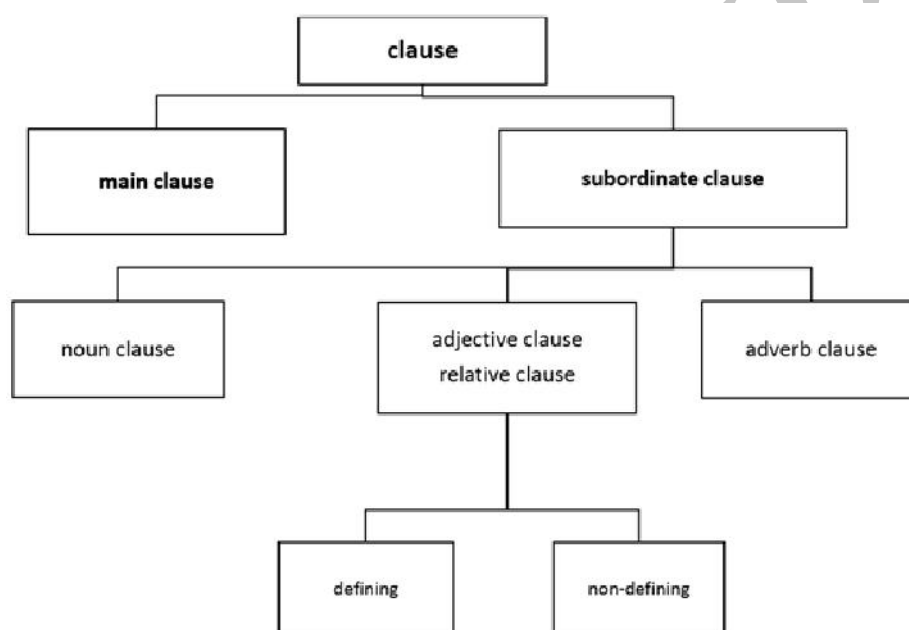 clause
main clause
subordinate clause
noun clause
adjective clause
relative clause
adverb clause
defining
non-defining